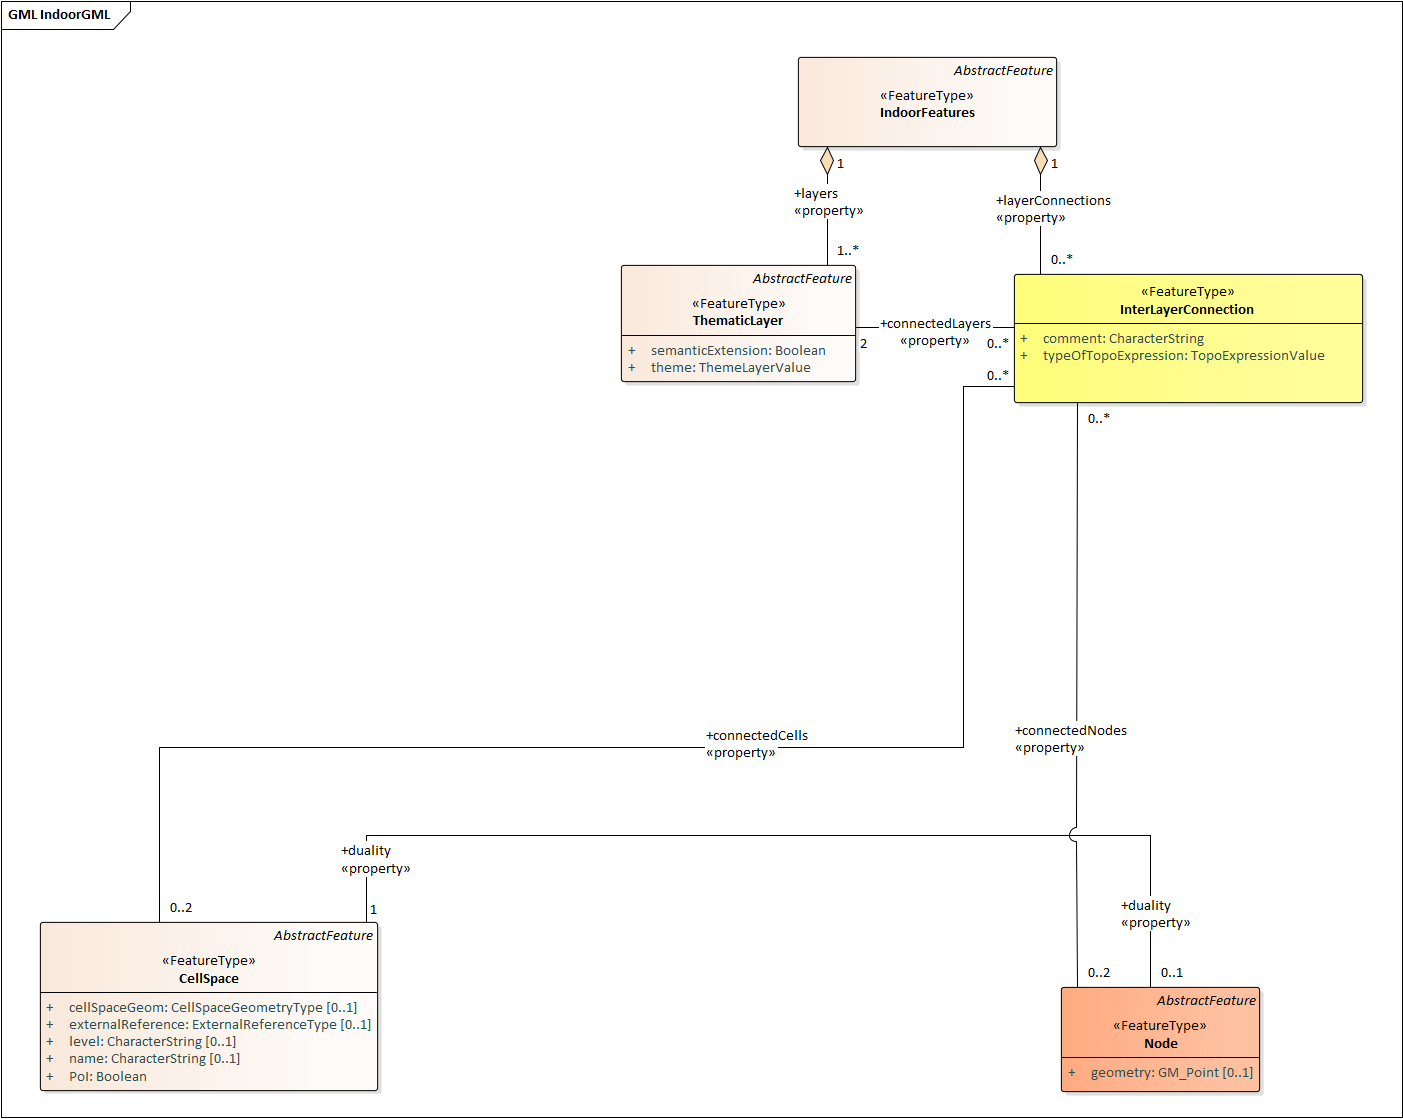 GML IndoorGML
AbstractFeature
«FeatureType»
IndoorFeatures
1
1
+layers
«property»
+layerConnections
«property»
1..*
0..*
AbstractFeature
«FeatureType»
ThematicLayer
+ semanticExtension: Boolean
+ theme: ThemeLayerValue
«FeatureType»
InterLayerConnection
+ comment: CharacterString
+ typeOfTopoExpression: TopoExpressionValue
+connectedLayers
«property»
2
0..*
0..*
0..*
+connectedCells
«property»
+connectedNodes
«property»
+duality
«property»
+duality
«property»
0..2
1
0..2
0..1
AbstractFeature
«FeatureType»
CellSpace
+ cellSpaceGeom: CellSpaceGeometryType [0..1]
+ externalReference: ExternalReferenceType [0..1]
+ level: CharacterString [0..1]
+ name: CharacterString [0..1]
+ PoI: Boolean
AbstractFeature
«FeatureType»
Node
+ geometry: GM_Point [0..1]